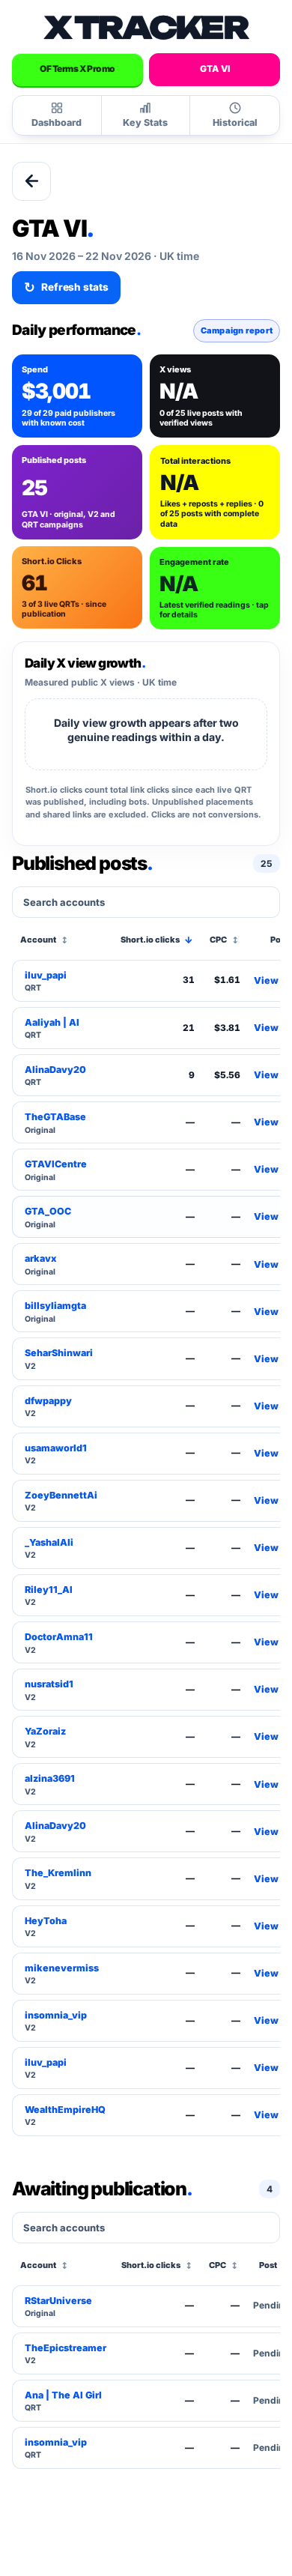 X TRACKER
OF Terms X Promo
GTA VI
Dashboard
Key Stats
Historical
GTA VI.
16 Nov 2026 – 22 Nov 2026 · UK time
↻ Refresh stats
Daily performance.
Campaign report
Spend
$3,001
29 of 29 paid publishers
with known cost
X views
N/A
0 of 25 live posts with
verified views
Published posts
25
GTA VI · original, V2 and
QRT campaigns
Total interactions
N/A
Likes + reposts + replies · 0
of 25 posts with complete
data
Short.io Clicks
61
3 of 3 live QRTs · since
publication
Engagement rate
N/A
Latest verified readings · tap
for details
Daily X view growth.
Measured public X views · UK time
Daily view growth appears after two
genuine readings within a day.
Short.io clicks count total link clicks since each live QRT
was published, including bots. Unpublished placements
and shared links are excluded. Clicks are not conversions.
Published posts.
25
Search accounts
Account ↕ Short.io clicks ↓ CPC ↕ Po
iluv_papi 31 $1.61 View
QRT
Aaliyah | AI 21 $3.81 View
QRT
AlinaDavy20 9 $5.56 View
QRT
TheGTABase — — View
Original
GTAVICentre — — View
Original
GTA_OOC — — View
Original
arkavx — — View
Original
billsyliamgta — — View
Original
SeharShinwari — — View
V2
dfwpappy — — View
V2
usamaworld1 — — View
V2
ZoeyBennettAi — — View
V2
_YashalAli — — View
V2
Riley11_AI — — View
V2
DoctorAmna11 — — View
V2
nusratsid1 — — View
V2
YaZoraiz — — View
V2
alzina3691 — — View
V2
AlinaDavy20 — — View
V2
The_Kremlinn — — View
V2
HeyToha — — View
V2
mikenevermiss — — View
V2
insomnia_vip — — View
V2
iluv_papi — — View
V2
WealthEmpireHQ — — View
V2
Awaiting publication.
4
Search accounts
Account ↕ Short.io clicks ↕ CPC ↕ Post
RStarUniverse — — Pendin
Original
TheEpicstreamer — — Pendin
V2
Ana | The AI Girl — — Pendin
QRT
insomnia_vip — — Pendin
QRT